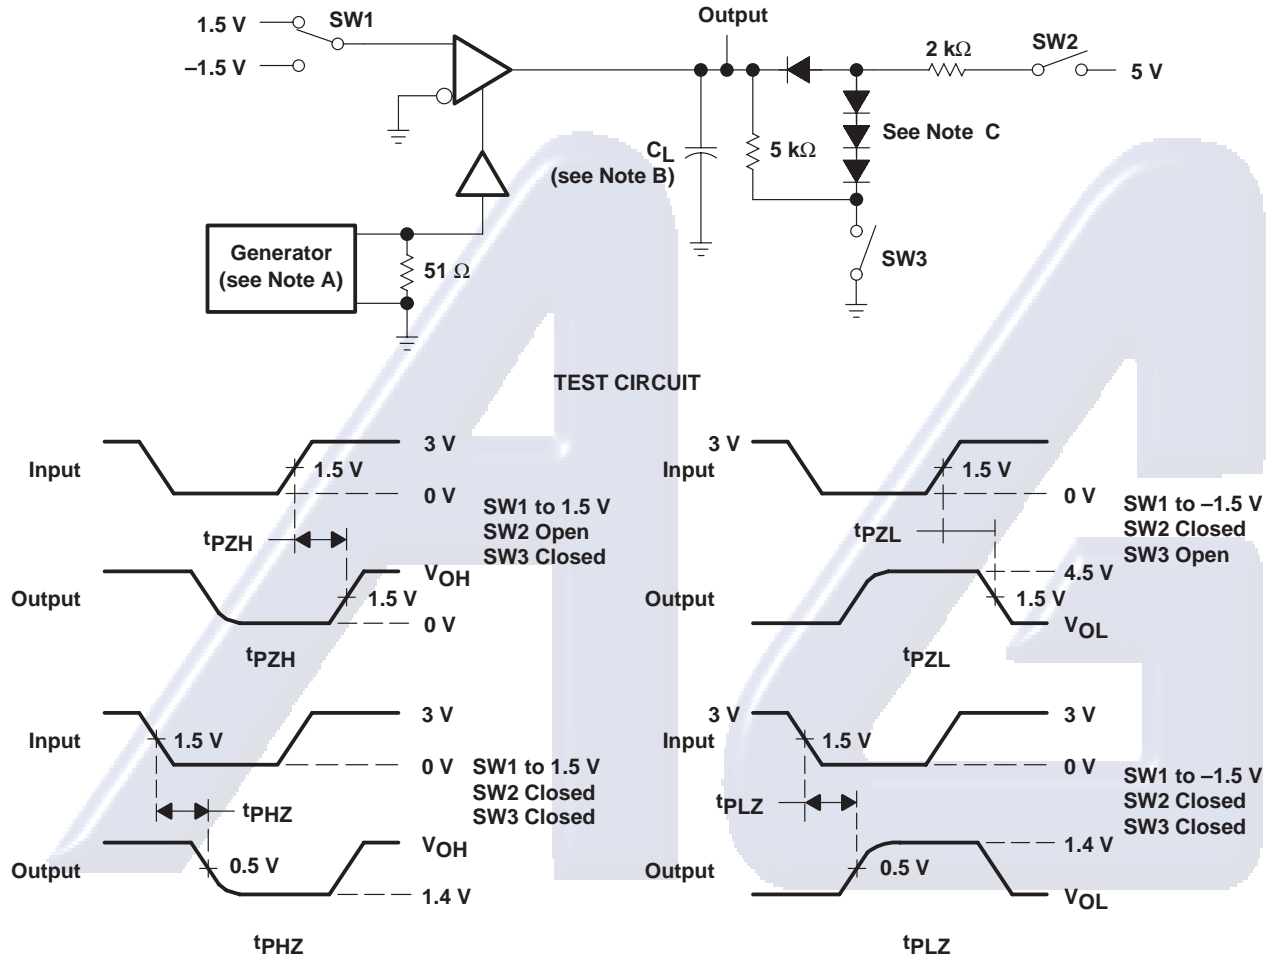 Output
1.5 V
SW1
–1.5 V
2 kΩ
SW2
5 V
CL
(see Note B)
5 kΩ
See Note C
SW3
Generator
(see Note A)
51 Ω
TEST CIRCUIT
Input
3 V
1.5 V
0 V
tPZH
SW1 to 1.5 V
SW2 Open
SW3 Closed
Output
VOH
1.5 V
0 V
tPZH
3 V
Input
1.5 V
0 V
tPZL
SW1 to –1.5 V
SW2 Closed
SW3 Open
Output
4.5 V
1.5 V
VOL
tPZL
Input
3 V
1.5 V
0 V
tPHZ
SW1 to 1.5 V
SW2 Closed
SW3 Closed
Output
VOH
0.5 V
1.4 V
tPHZ
3 V
Input
3 V
1.5 V
0 V
tPLZ
SW1 to –1.5 V
SW2 Closed
SW3 Closed
Output
1.4 V
0.5 V
VOL
tPLZ